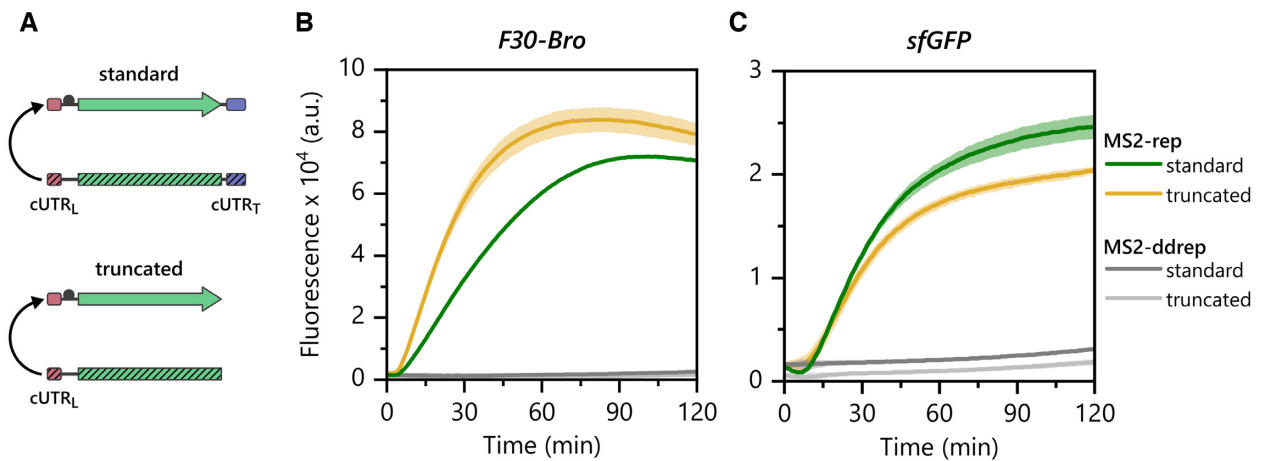 A
standard
cUTRL
cUTRT
truncated
cUTRL
B
F30-Bro
Fluorescence x 10⁴ (a.u.)
10
8
6
4
2
0
0 30 60 90 120
Time (min)
C
sfGFP
3
2
1
0
0 30 60 90 120
Time (min)
MS2-rep
standard
truncated
MS2-ddrep
standard
truncated